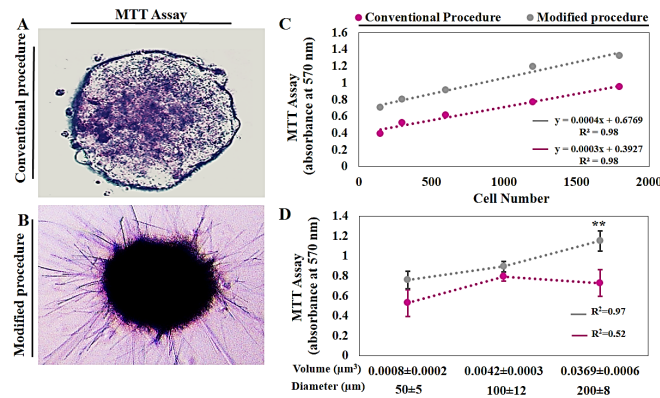 MTT Assay
A
Conventional procedure
B
Modified procedure
C
Conventional Procedure
Modified procedure
MTT Assay
(absorbance at 570 nm)
1.6
1.4
1.2
1
0.8
0.6
0.4
0.2
0
y = 0.0004x + 0.6769
R² = 0.98
y = 0.0003x + 0.3927
R² = 0.98
0
500
1000
1500
2000
Cell Number
D
MTT Assay
(absorbance at 570 nm)
1.4
1.2
1
0.8
0.6
0.4
0.2
0
**
R²=0.97
R²=0.52
Volume (µm³) 0.0008±0.0002 0.0042±0.0003 0.0369±0.0006
Diameter (µm) 50±5 100±12 200±8